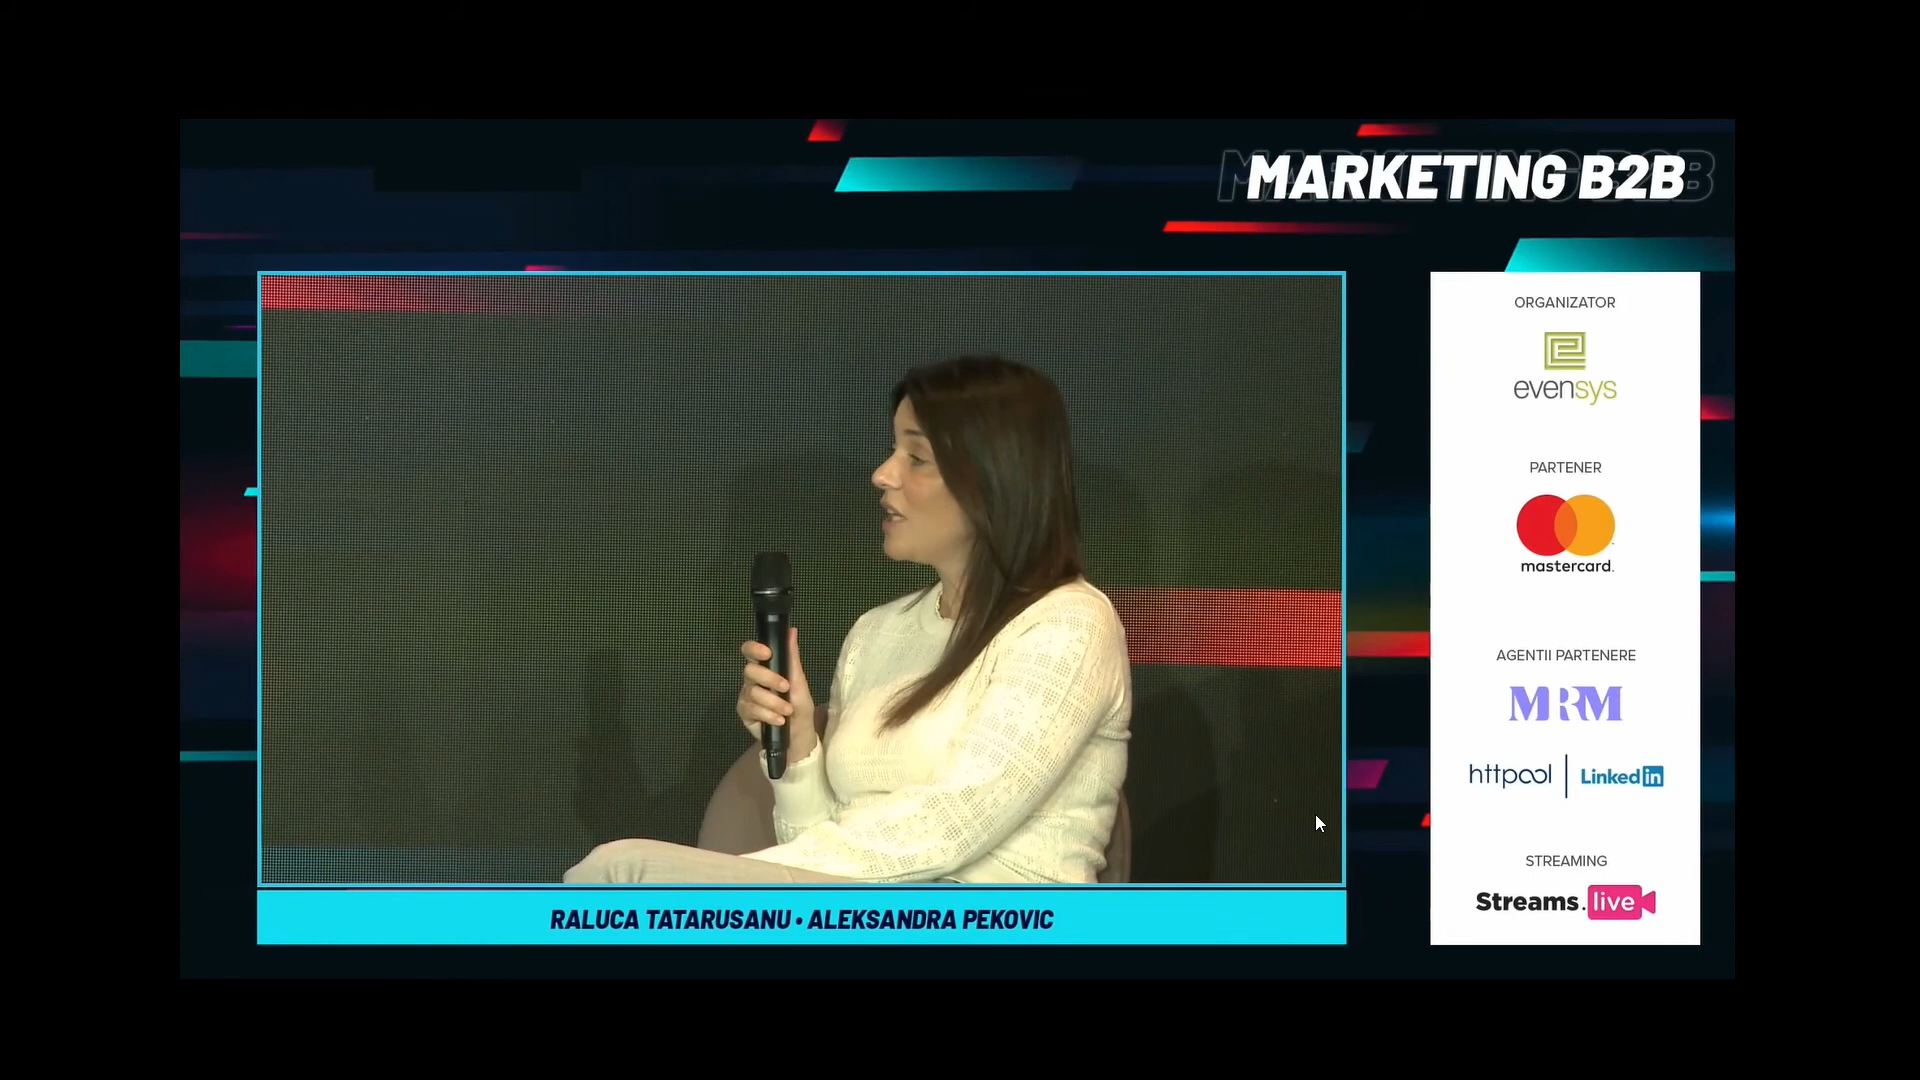 MARKETING B2B
ORGANIZATOR
evensys
PARTENER
mastercard.
AGENTII PARTENERE
MRM
httpool | Linked in
STREAMING
Streams.live
RALUCA TATARUSANU • ALEKSANDRA PEKOVIC